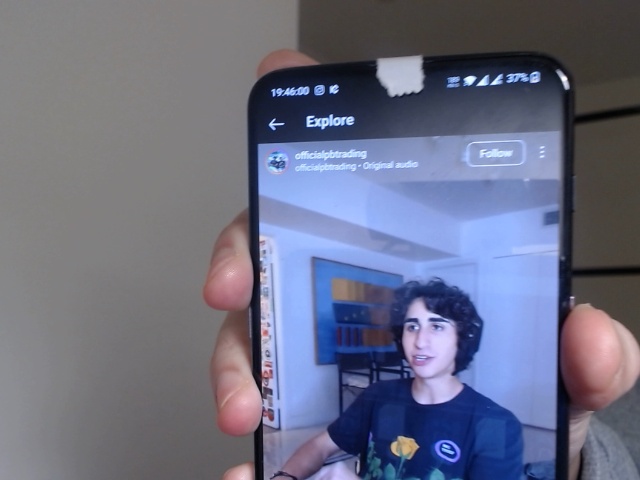 19:46:00
37%
Explore
officialpbtrading
officialpbtrading • Original audio
Follow